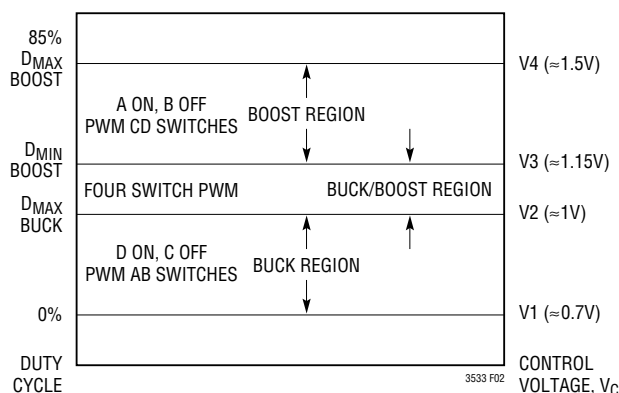 85%
DMAX
BOOST
V4 (≈1.5V)
A ON, B OFF
PWM CD SWITCHES
BOOST REGION
DMIN
BOOST
V3 (≈1.15V)
FOUR SWITCH PWM
BUCK/BOOST REGION
DMAX
BUCK
V2 (≈1V)
D ON, C OFF
PWM AB SWITCHES
BUCK REGION
0%
V1 (≈0.7V)
DUTY
CYCLE
3533 F02
CONTROL
VOLTAGE, VC